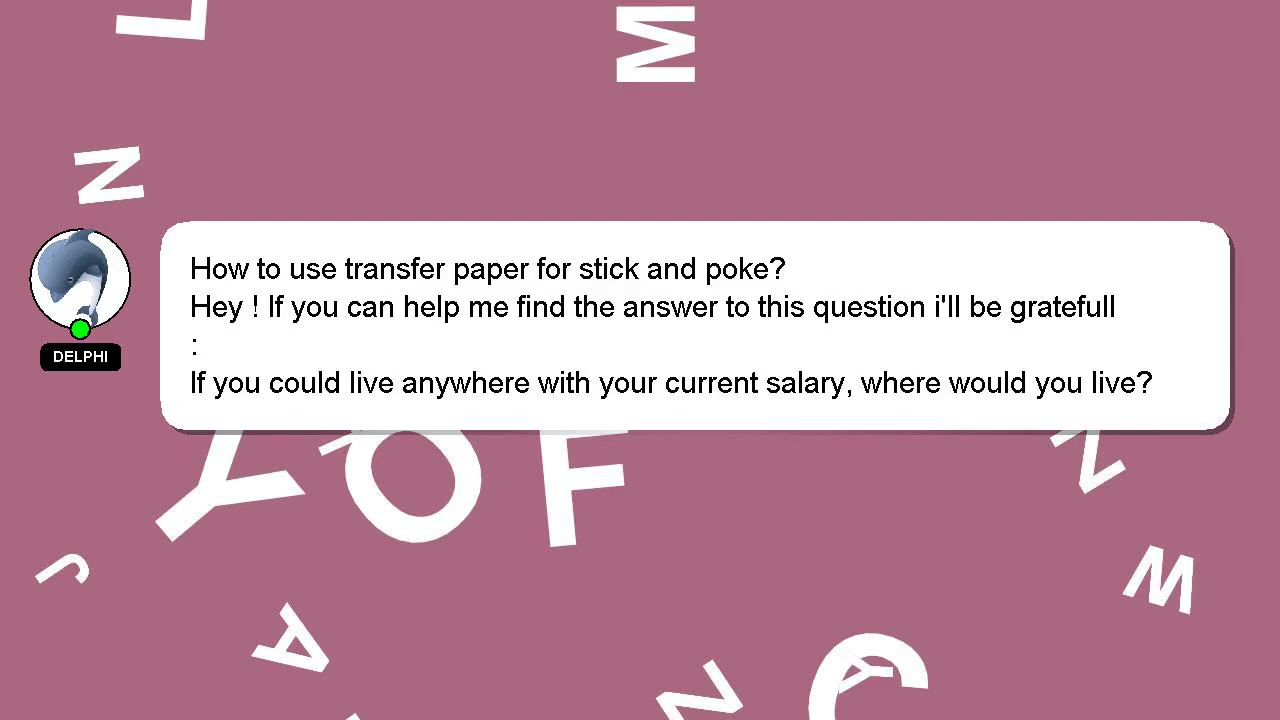 L
M
N
How to use transfer paper for stick and poke?
Hey ! If you can help me find the answer to this question i'll be gratefull
:
If you could live anywhere with your current salary, where would you live?
DELPHI
Y
O
F
Z
J
W
A
N
C
A